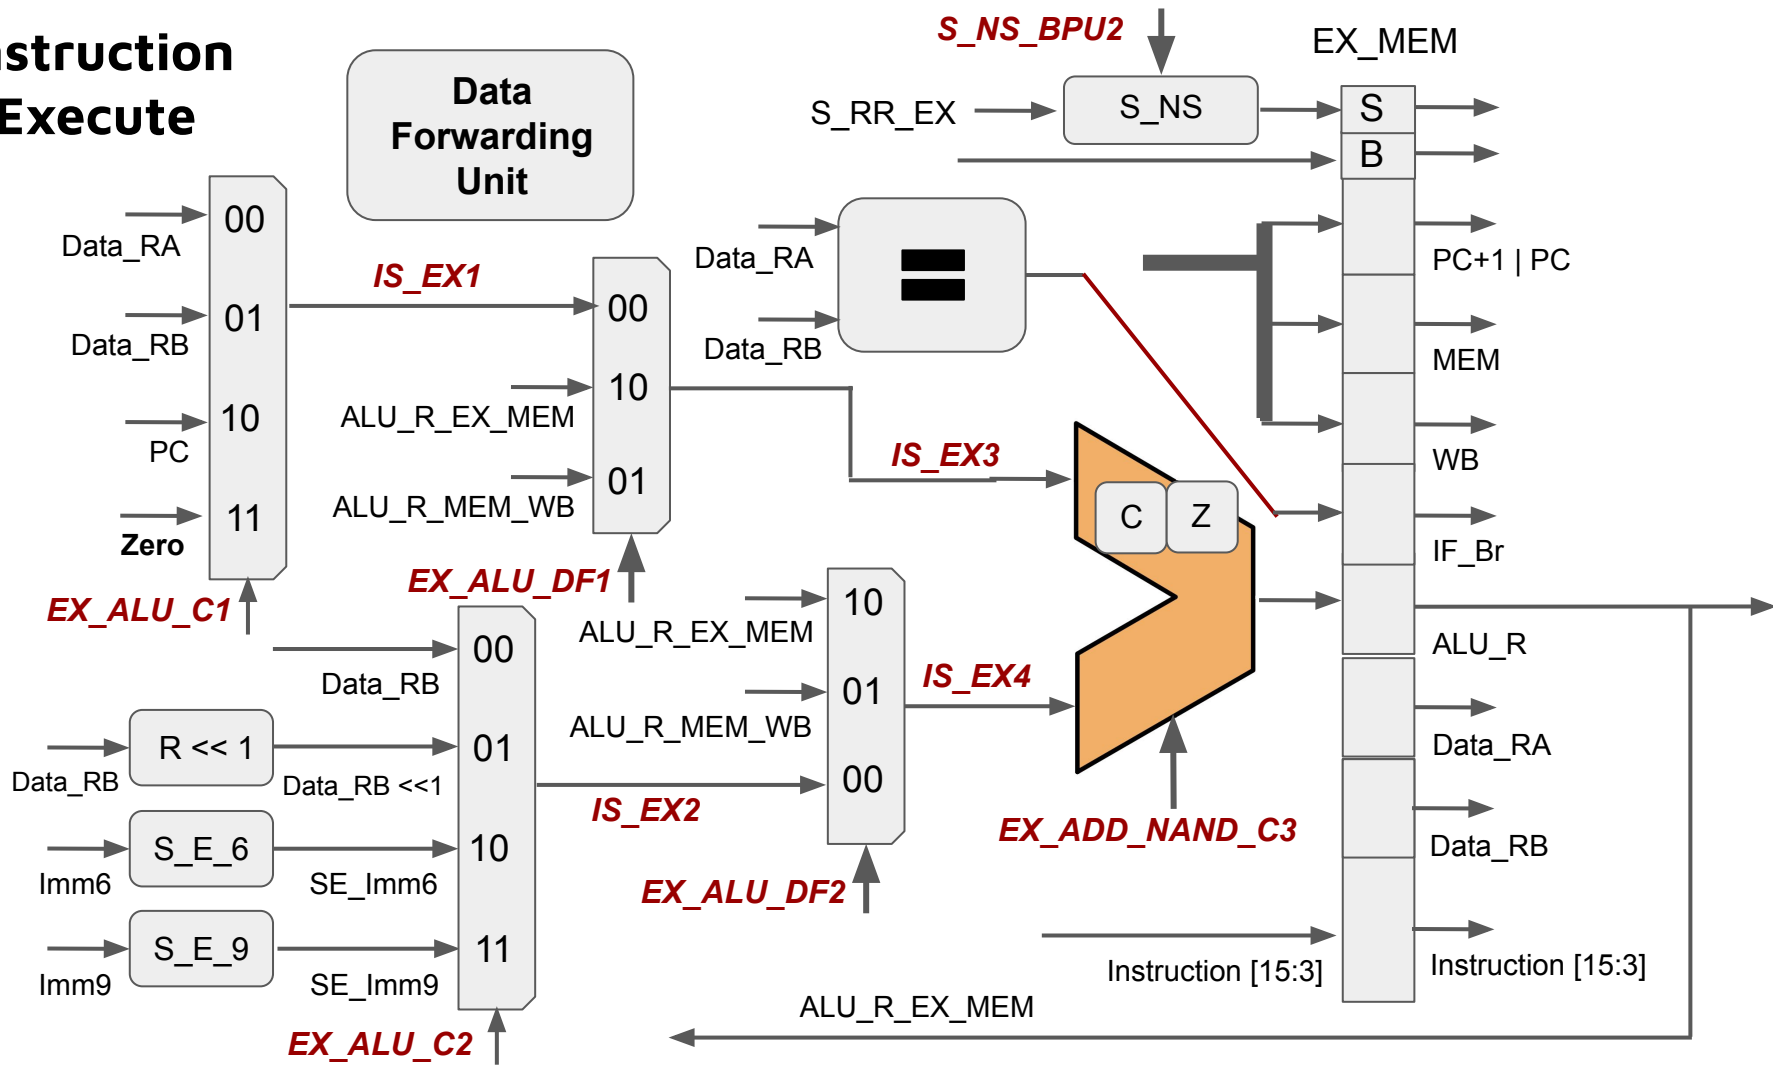 struction
Execute
Data
Forwarding
Unit
S_NS_BPU2
EX_MEM
S_RR_EX
S_NS
S
B
00
Data_RA
01
Data_RB
10
PC
11
Zero
EX_ALU_C1
IS_EX1
00
10
ALU_R_EX_MEM
01
ALU_R_MEM_WB
EX_ALU_DF1
Data_RA
Data_RB
=
PC+1 | PC
MEM
WB
IF_Br
ALU_R
Data_RA
Data_RB
Instruction [15:3]
Instruction [15:3]
IS_EX3
C
Z
00
Data_RB
R << 1
Data_RB
Data_RB <<1
01
S_E_6
Imm6
SE_Imm6
10
S_E_9
Imm9
SE_Imm9
11
EX_ALU_C2
IS_EX2
10
ALU_R_EX_MEM
01
ALU_R_MEM_WB
00
EX_ALU_DF2
IS_EX4
EX_ADD_NAND_C3
ALU_R_EX_MEM